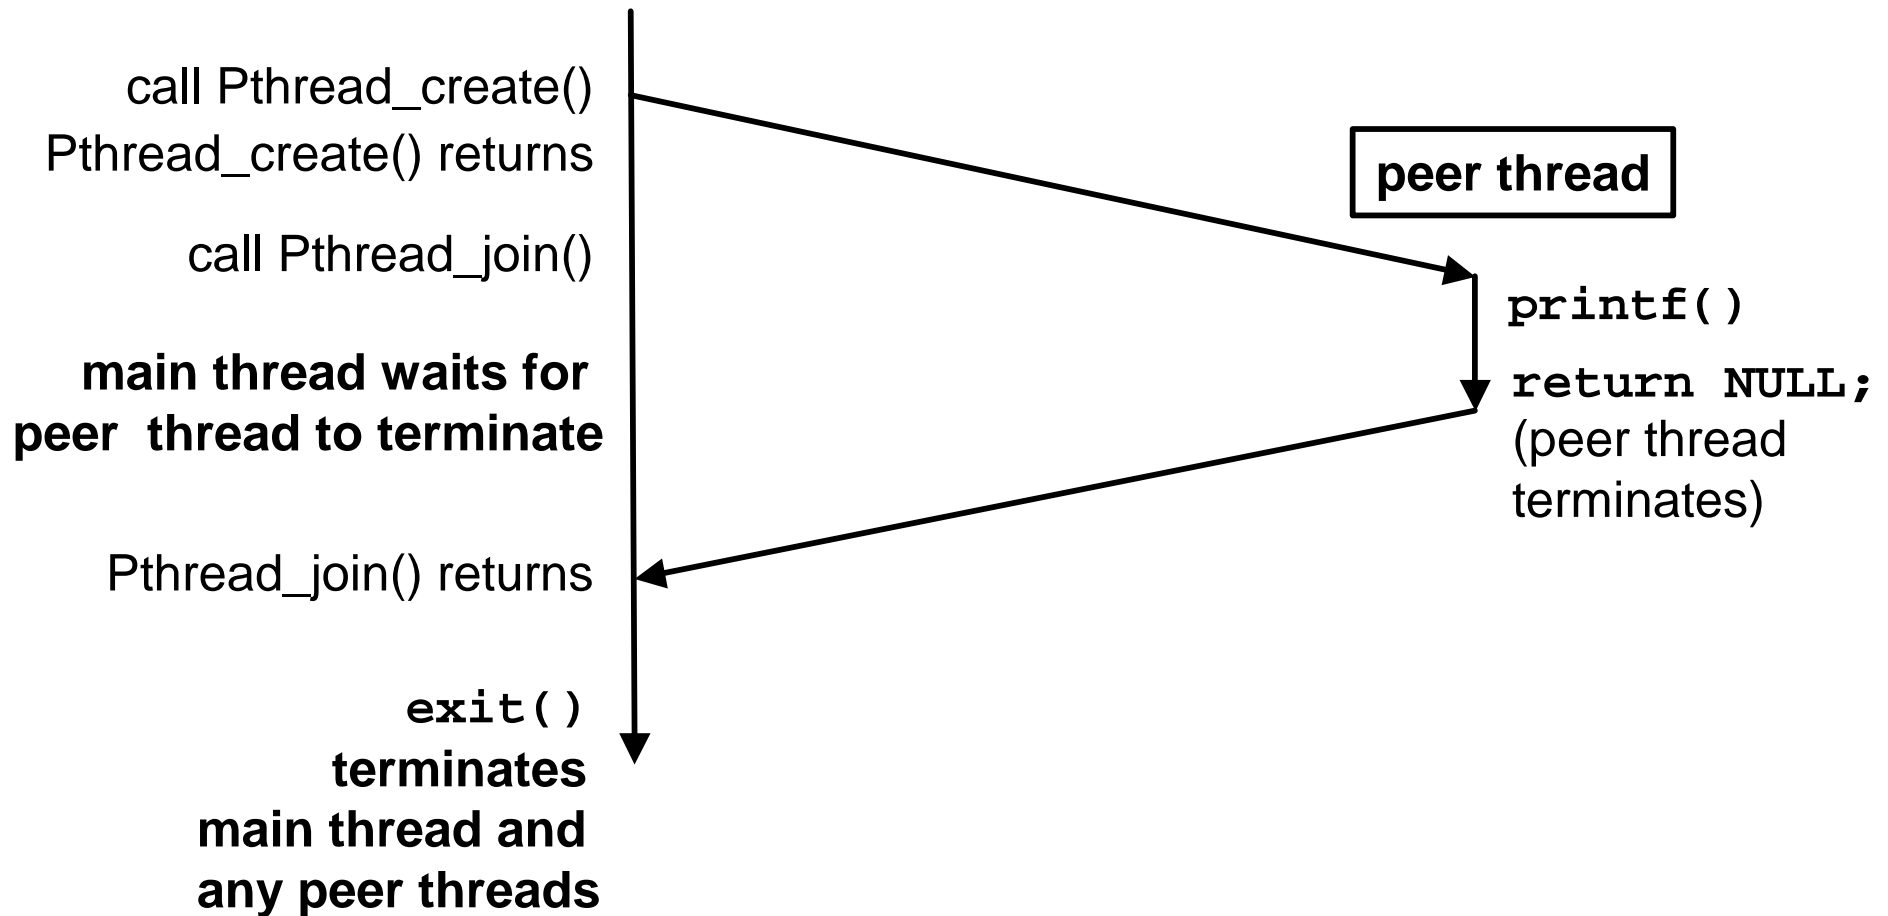 call Pthread_create()
Pthread_create() returns
call Pthread_join()
main thread waits for
peer  thread to terminate
Pthread_join() returns
exit()
terminates
main thread and
any peer threads
peer thread
printf()
return NULL;
(peer thread
terminates)